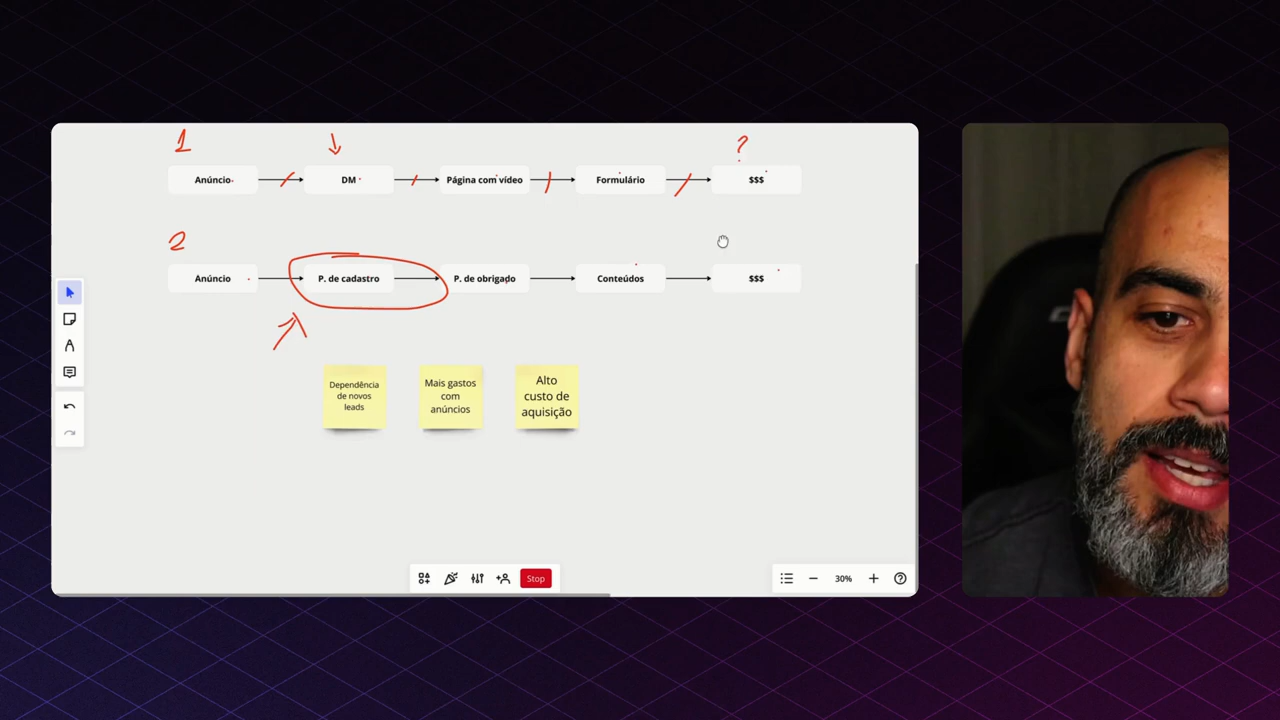 1
?
Anúncio
DM
Página com vídeo
Formulário
$$$
2
Anúncio
P. de cadastro
P. de obrigado
Conteúdos
$$$
Dependência
de novos
leads
Mais gastos
com
anúncios
Alto
custo de
aquisição
Stop
30%